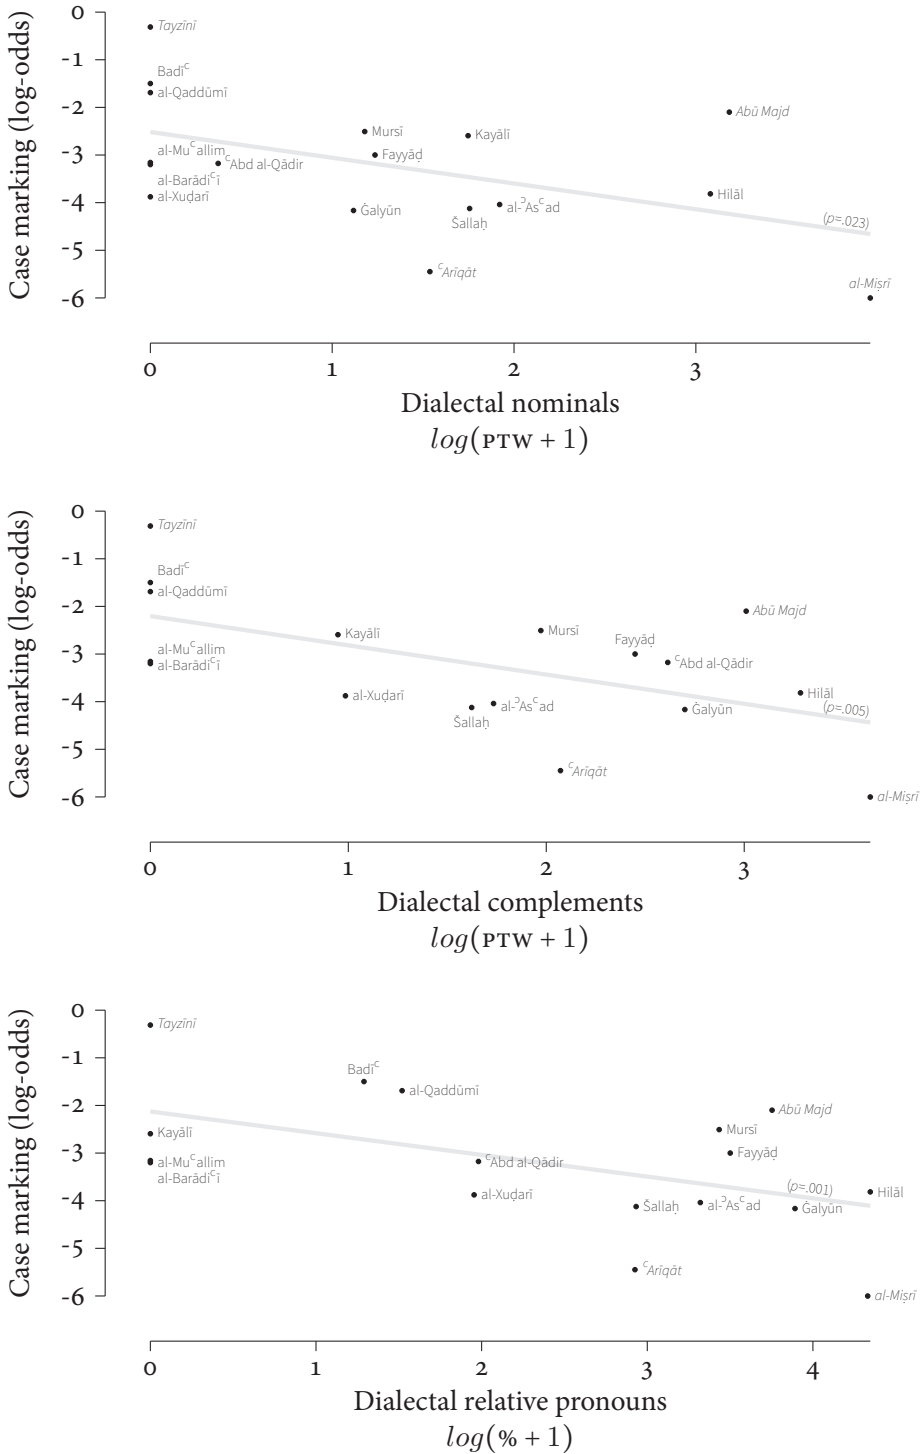 Case marking (log-odds)
0
-1
-2
-3
-4
-5
-6
Tayzīnī
Badīᶜ
al-Qaddūmī
Mursī
Kayālī
Abū Majd
al-Muᶜallim
ᶜAbd al-Qādir
Fayyāḍ
al-Barādiᶜī
al-Xuḍarī
Ġalyūn
Šallaḥ
al-ᵓAsᶜad
Hilāl
(p=.023)
ᶜArīqāt
al-Miṣrī
0 1 2 3
Dialectal nominals
log(PTW + 1)
Case marking (log-odds)
0
-1
-2
-3
-4
-5
-6
Tayzīnī
Badīᶜ
al-Qaddūmī
Kayālī
Mursī
Abū Majd
al-Muᶜallim
al-Barādiᶜī
Fayyāḍ
ᶜAbd al-Qādir
al-Xuḍarī
Šallaḥ
al-ᵓAsᶜad
Ġalyūn
Hilāl
(p=.005)
ᶜArīqāt
al-Miṣrī
0 1 2 3
Dialectal complements
log(PTW + 1)
Case marking (log-odds)
0
-1
-2
-3
-4
-5
-6
Tayzīnī
Badīᶜ
al-Qaddūmī
Abū Majd
Kayālī
Mursī
al-Muᶜallim
al-Barādiᶜī
ᶜAbd al-Qādir
Fayyāḍ
al-Xuḍarī
(p=.001)
Hilāl
Šallaḥ
al-ᵓAsᶜad
Ġalyūn
ᶜArīqāt
al-Miṣrī
0 1 2 3 4
Dialectal relative pronouns
log(% + 1)